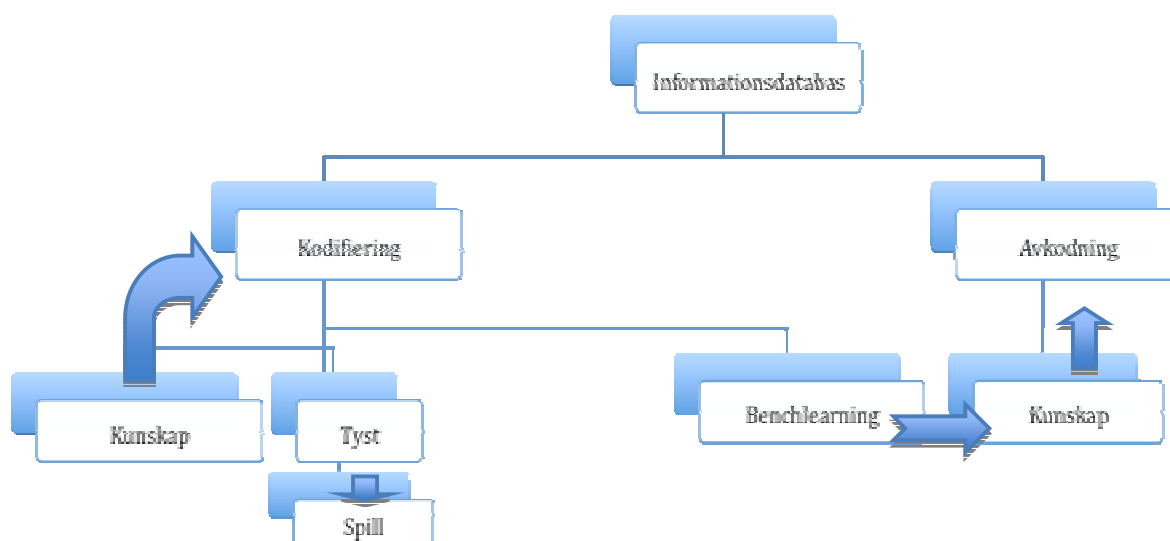 Informationsdatabas
Kodifiering
Avkodning
Kunskap
Tyst
Benchlearning
Kunskap
Spill